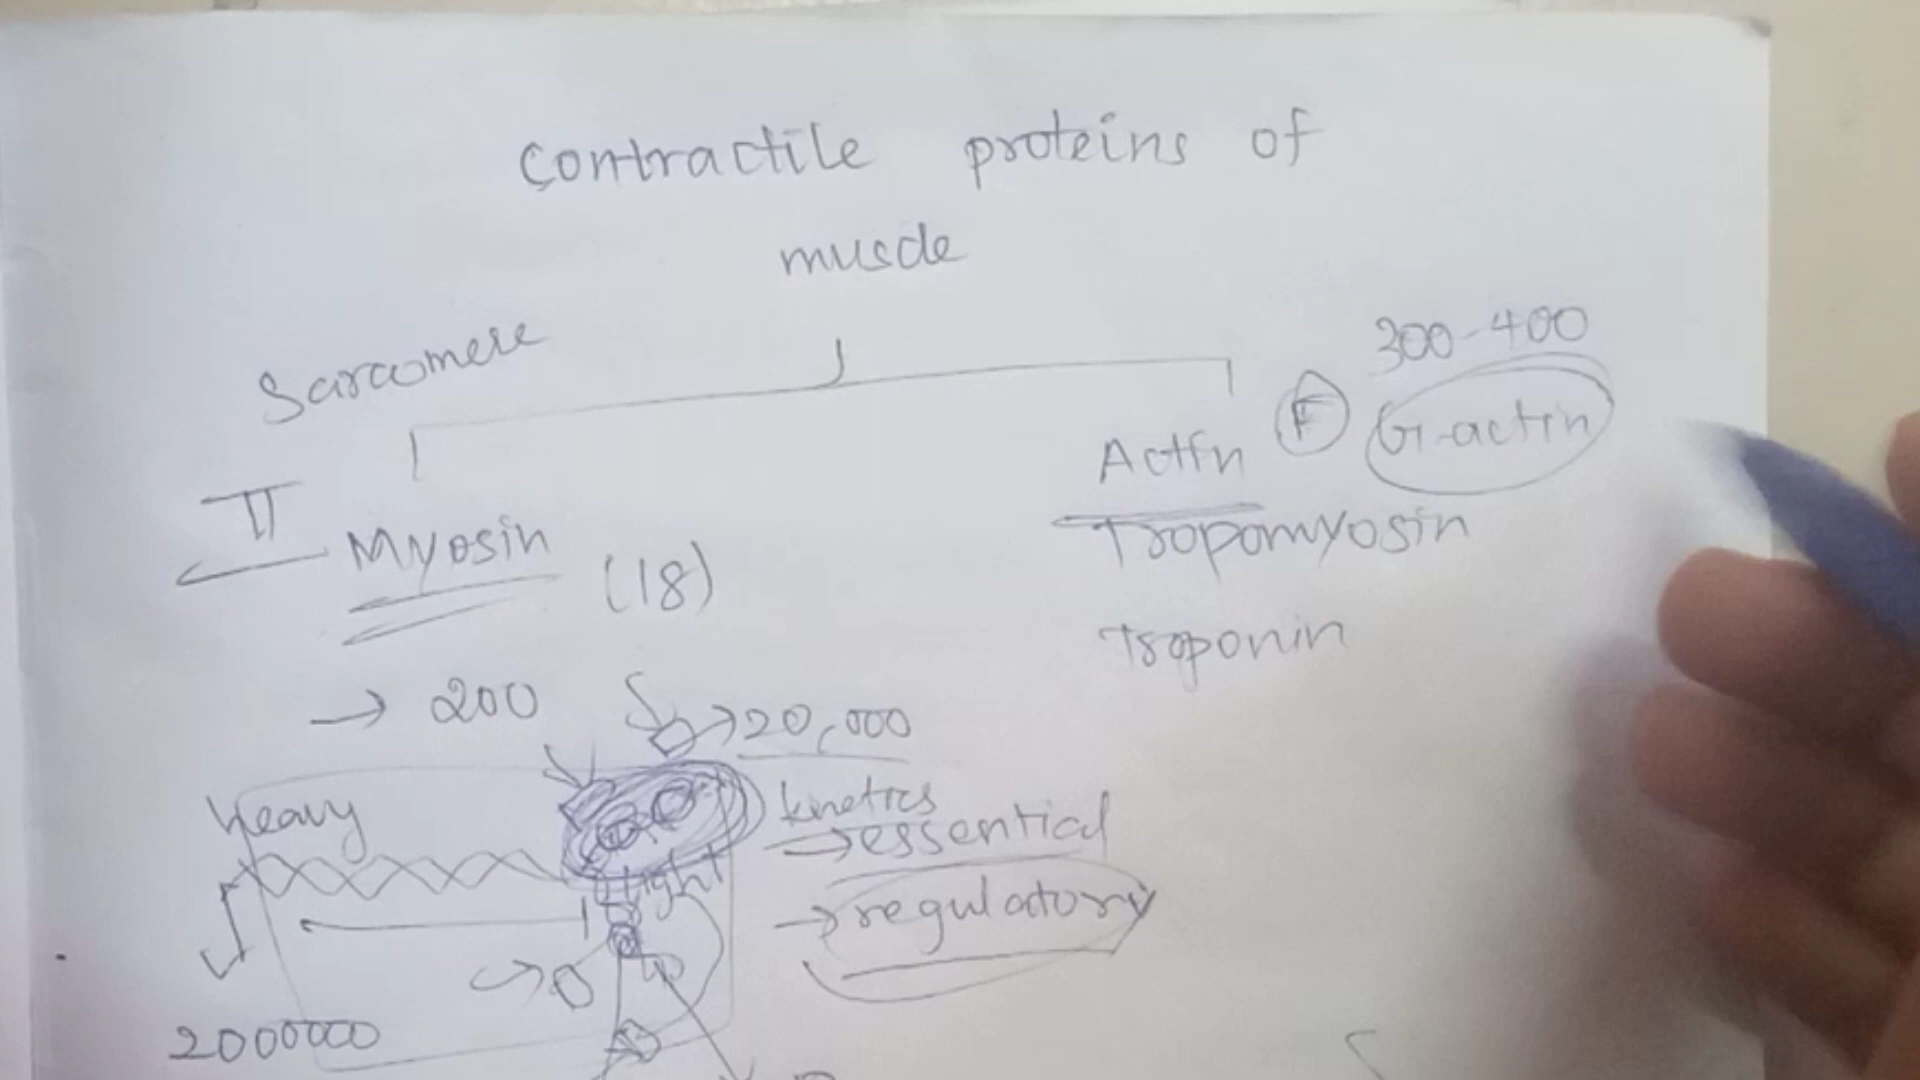 Contractile proteins of
muscle
Sarcomere
300-400
Actin F G-actin
II Myosin (18)
Tropomyosin
Troponin
→ 200
→ 20,000
heavy
kinetics
→ essential
light
→ regulatory
2000000